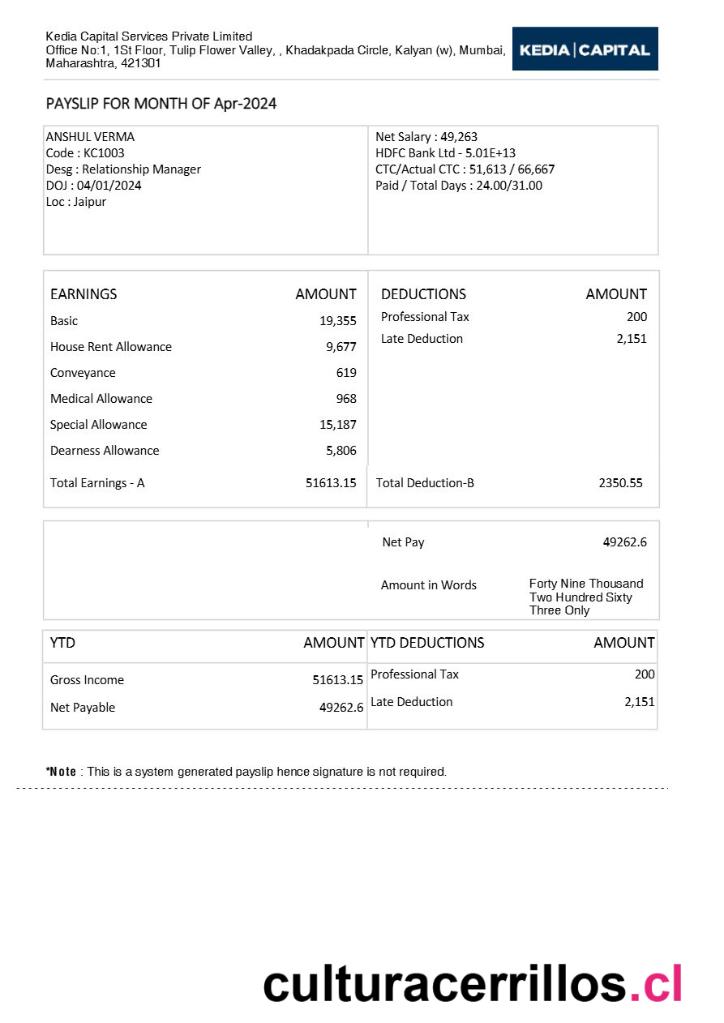 Kedia Capital Services Private Limited
Office No:1, 1St Floor, Tulip Flower Valley, , Khadakpada Circle, Kalyan (w), Mumbai,
Maharashtra, 421301
KEDIA|CAPITAL
PAYSLIP FOR MONTH OF Apr-2024
ANSHUL VERMA
Code : KC1003
Desg : Relationship Manager
DOJ : 04/01/2024
Loc : Jaipur
Net Salary : 49,263
HDFC Bank Ltd - 5.01E+13
CTC/Actual CTC : 51,613 / 66,667
Paid / Total Days : 24.00/31.00
EARNINGS AMOUNT
Basic 19,355
House Rent Allowance 9,677
Conveyance 619
Medical Allowance 968
Special Allowance 15,187
Dearness Allowance 5,806
Total Earnings - A 51613.15
DEDUCTIONS AMOUNT
Professional Tax 200
Late Deduction 2,151
Total Deduction-B 2350.55
Net Pay 49262.6
Amount in Words Forty Nine Thousand
Two Hundred Sixty
Three Only
YTD AMOUNT
Gross Income 51613.15
Net Payable 49262.6
YTD DEDUCTIONS AMOUNT
Professional Tax 200
Late Deduction 2,151
*Note : This is a system generated payslip hence signature is not required.
culturacerrillos.cl